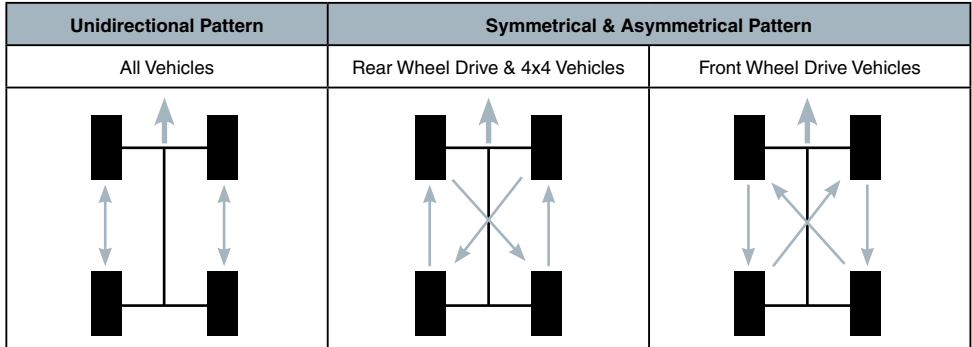 Unidirectional Pattern
Symmetrical & Asymmetrical Pattern
All Vehicles
Rear Wheel Drive & 4x4 Vehicles
Front Wheel Drive Vehicles